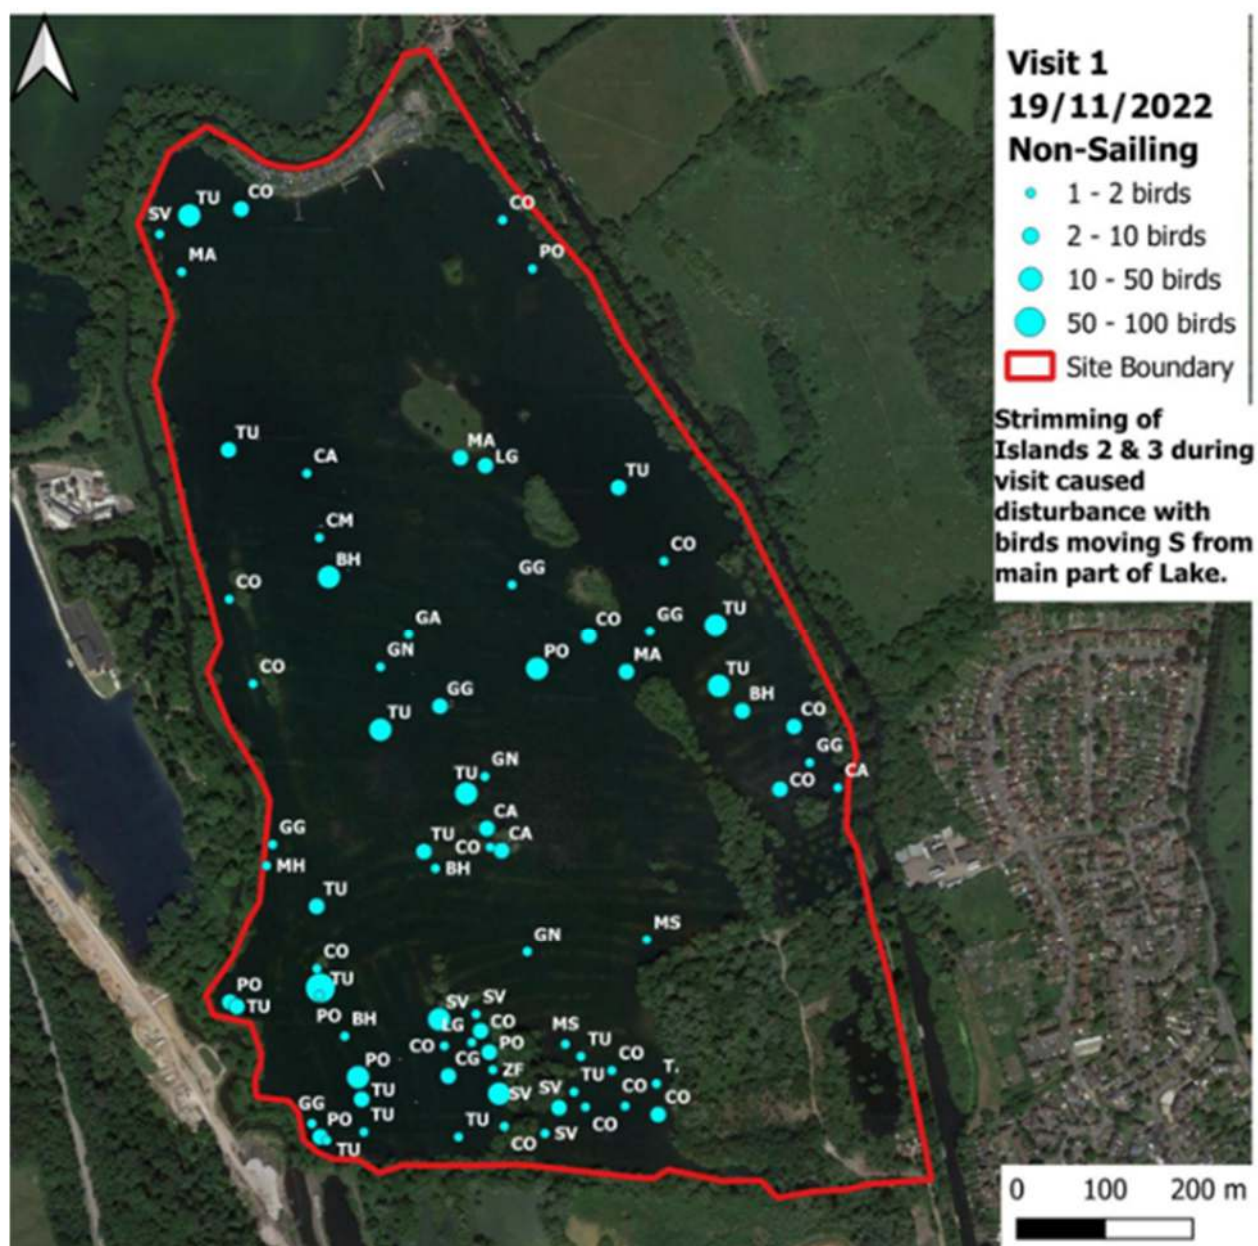 Visit 1
19/11/2022
Non-Sailing
1 - 2 birds
2 - 10 birds
10 - 50 birds
50 - 100 birds
Site Boundary
Strimming of
Islands 2 & 3 during
visit caused
disturbance with
birds moving S from
main part of Lake.
TU
CO
SV
CO
MA
PO
TU
MA
CA
LG
TU
CM
CO
BH
CO
GG
GA
CO
GG
TU
GN
PO
MA
CO
TU
GG
BH
TU
CO
GG
GN
CA
TU
CO
CA
GG
TU
CA
CO
MH
BH
TU
MS
GN
CO
TU
PO
TU
SV
SV
PO
BH
LG
CO
MS
CO
PO
TU
CO
CG
PO
ZF
T.
TU
TU
SV
SV
CO
CO
GG
TU
PO
TU
CO
TU
CO
SV
0 100 200 m